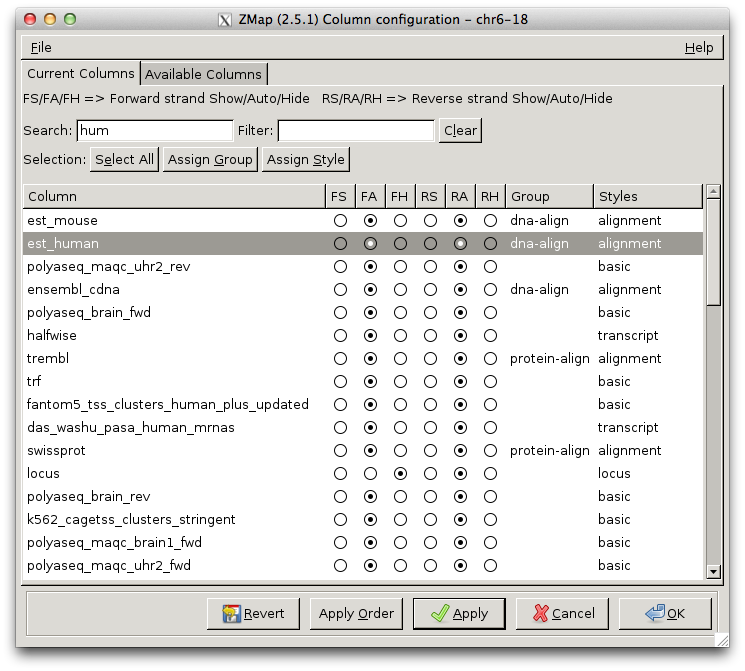 ZMap (2.5.1) Column configuration - chr6-18
File Help
Current Columns Available Columns
FS/FA/FH => Forward strand Show/Auto/Hide RS/RA/RH => Reverse strand Show/Auto/Hide
Search: hum Filter: Clear
Selection: Select All Assign Group Assign Style
Column FS FA FH RS RA RH Group Styles
est_mouse dna-align alignment
est_human dna-align alignment
polyaseq_maqc_uhr2_rev basic
ensembl_cdna dna-align alignment
polyaseq_brain_fwd basic
halfwise transcript
trembl protein-align alignment
trf basic
fantom5_tss_clusters_human_plus_updated basic
das_washu_pasa_human_mrnas transcript
swissprot protein-align alignment
locus locus
polyaseq_brain_rev basic
k562_cagetss_clusters_stringent basic
polyaseq_maqc_brain1_fwd basic
polyaseq_maqc_uhr2_fwd basic
Revert Apply Order Apply Cancel OK